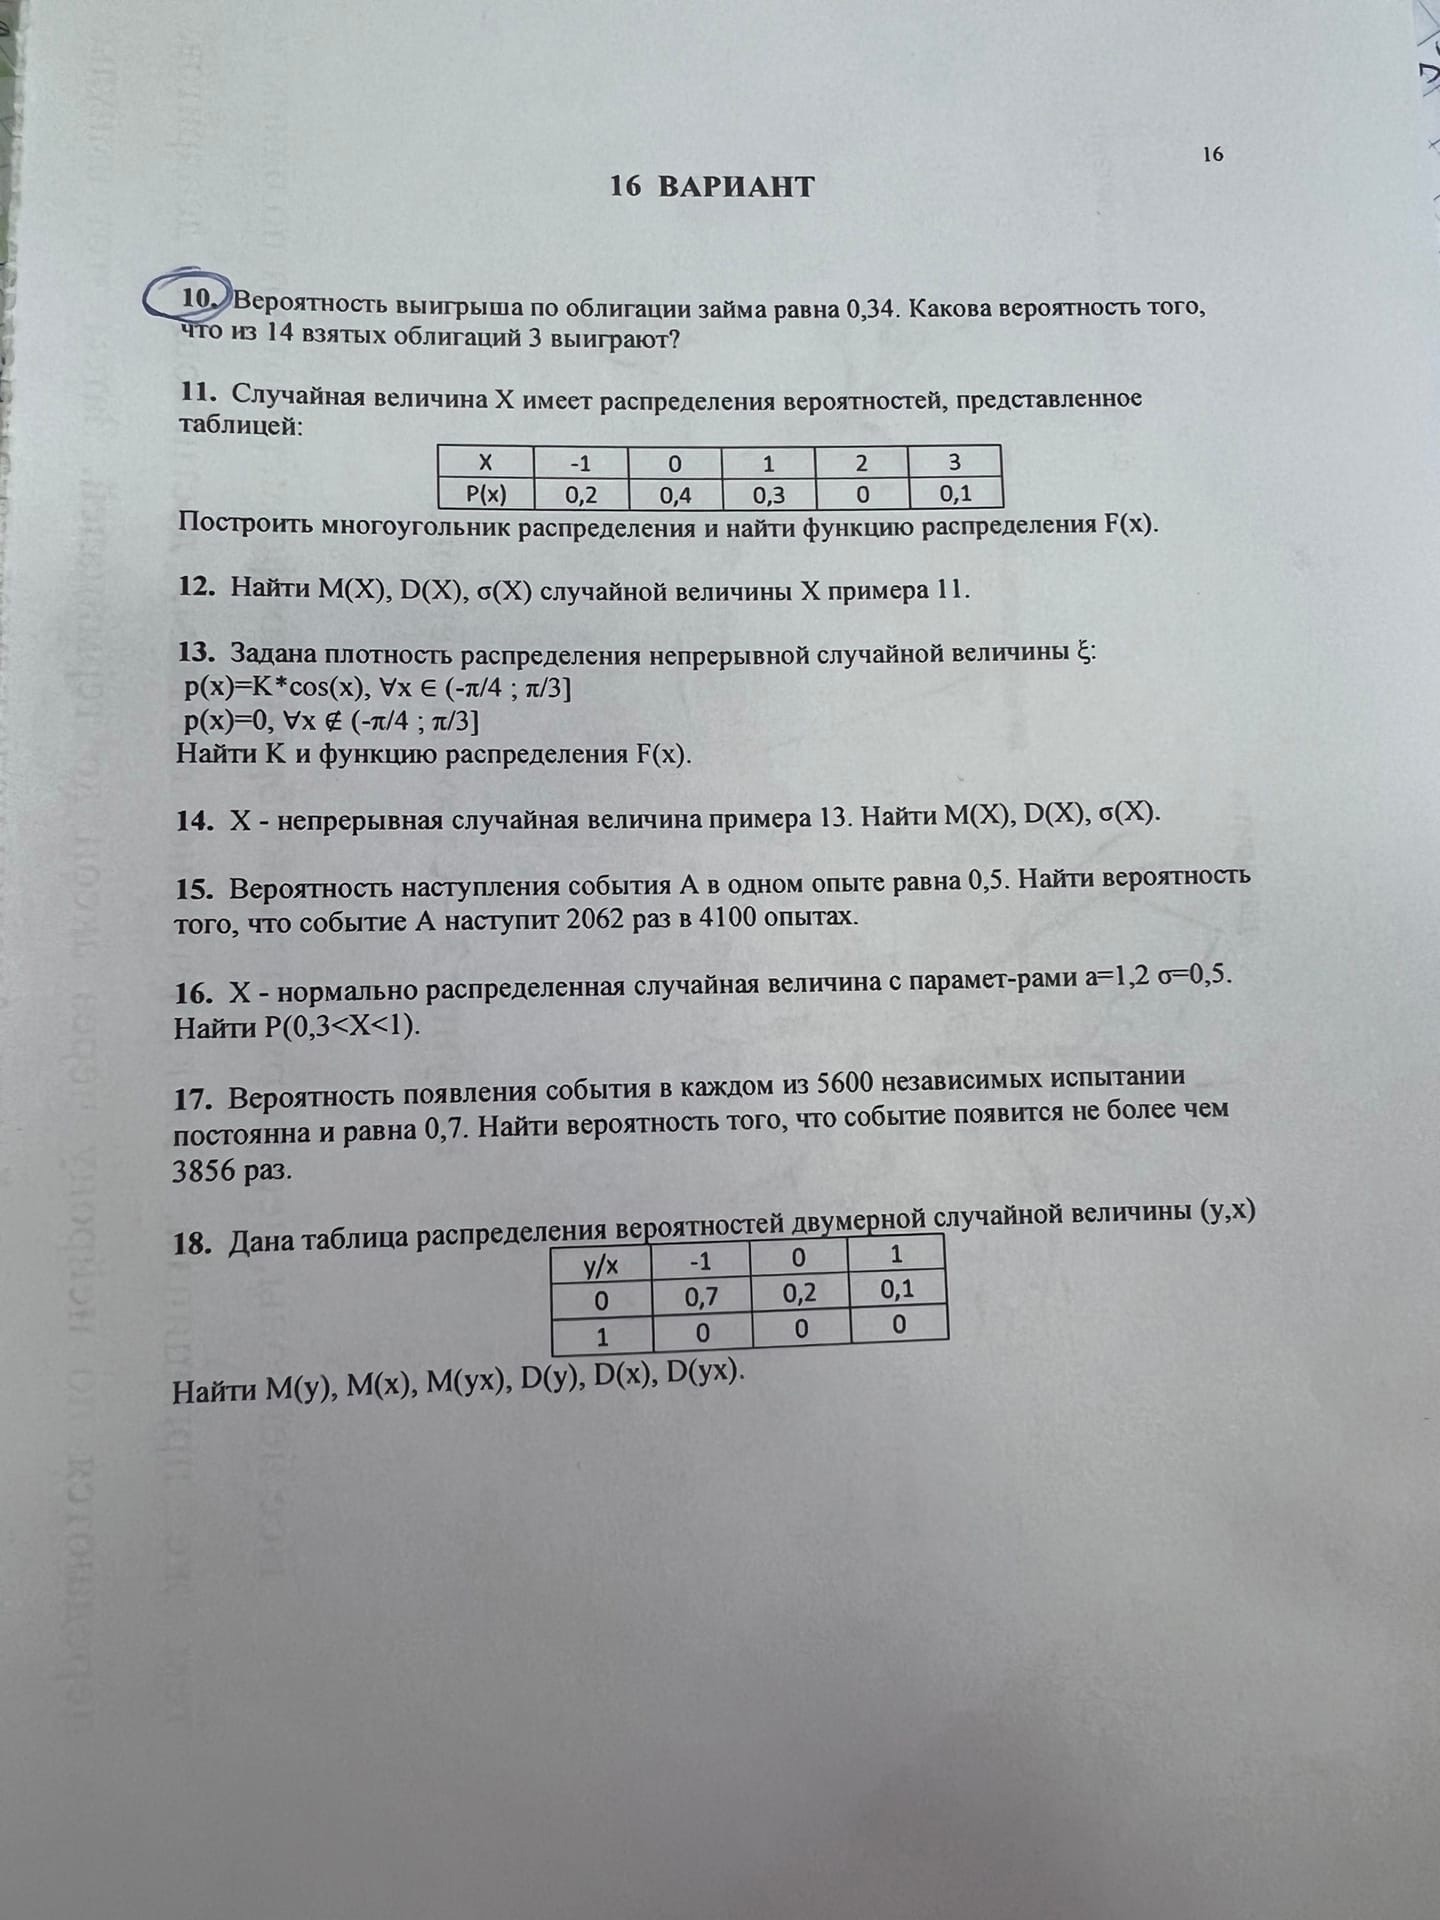 16
16 ВАРИАНТ
10. Вероятность выигрыша по облигации займа равна 0,34. Какова вероятность того,
что из 14 взятых облигаций 3 выиграют?
11. Случайная величина X имеет распределения вероятностей, представленное
таблицей:
X -1 0 1 2 3
P(x) 0,2 0,4 0,3 0 0,1
Построить многоугольник распределения и найти функцию распределения F(x).
12. Найти M(X), D(X), σ(X) случайной величины X примера 11.
13. Задана плотность распределения непрерывной случайной величины ξ:
p(x)=K*cos(x), ∀x ∈ (-π/4 ; π/3]
p(x)=0, ∀x ∉ (-π/4 ; π/3]
Найти K и функцию распределения F(x).
14. X - непрерывная случайная величина примера 13. Найти M(X), D(X), σ(X).
15. Вероятность наступления события A в одном опыте равна 0,5. Найти вероятность
того, что событие A наступит 2062 раз в 4100 опытах.
16. X - нормально распределенная случайная величина с парамет-рами a=1,2 σ=0,5.
Найти P(0,3<X<1).
17. Вероятность появления события в каждом из 5600 независимых испытании
постоянна и равна 0,7. Найти вероятность того, что событие появится не более чем
3856 раз.
18. Дана таблица распределения вероятностей двумерной случайной величины (y,x)
y/x -1 0 1
0 0,7 0,2 0,1
1 0 0 0
Найти M(y), M(x), M(yx), D(y), D(x), D(yx).